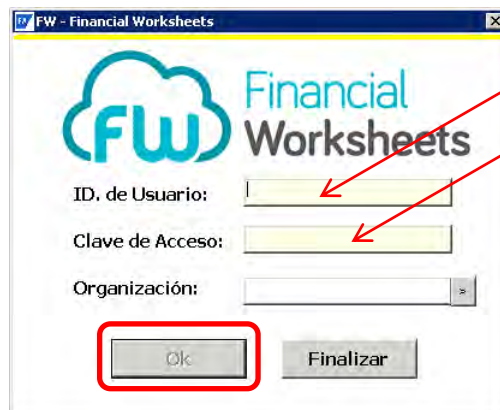 FW - Financial Worksheets
FW
Financial
Worksheets
ID. de Usuario:
Clave de Acceso:
Organización:
»
Ok
Finalizar